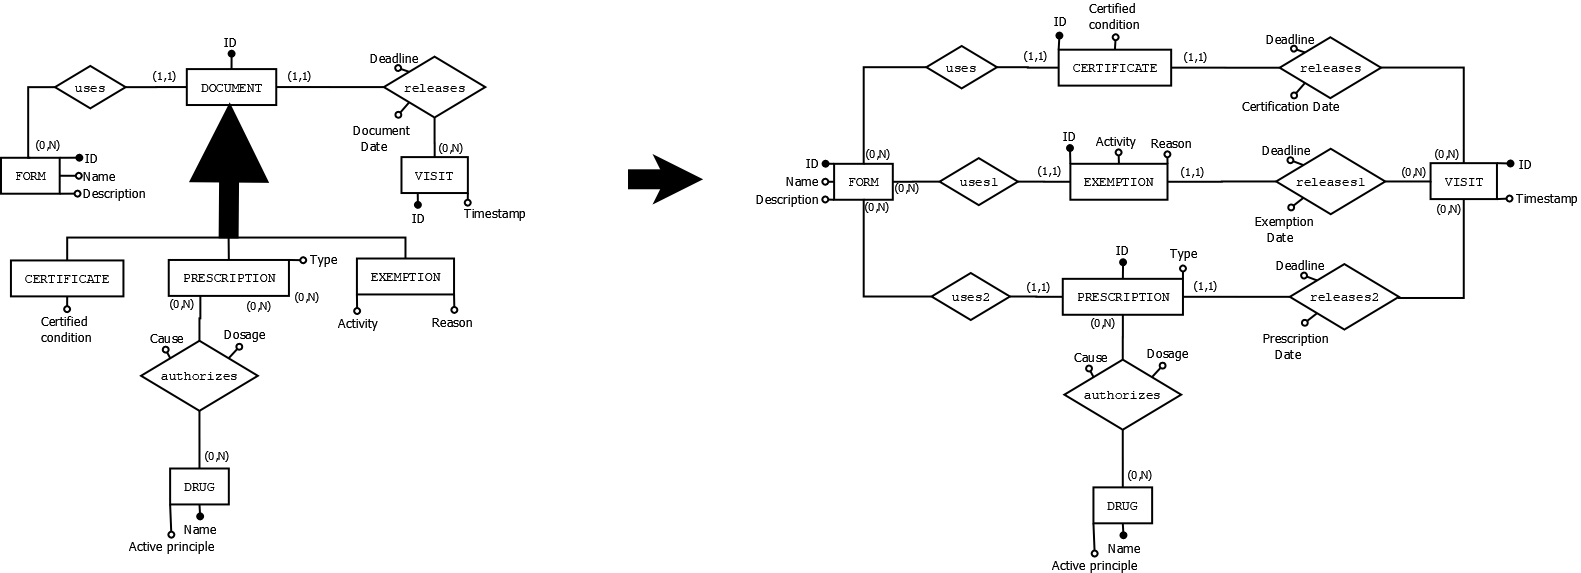 ID
Deadline
uses
(1,1)
DOCUMENT
(1,1)
releases
Document
Date
(0,N)
(0,N)
FORM
ID
Name
Description
VISIT
ID
Timestamp
CERTIFICATE
PRESCRIPTION
Type
EXEMPTION
(0,N)
(0,N)
(0,N)
Certified
condition
Activity
Reason
Cause
Dosage
authorizes
(0,N)
DRUG
Name
Active principle
Certified
condition
ID
Deadline
uses
(1,1)
CERTIFICATE
(1,1)
releases
Certification Date
ID
Activity
Reason
Deadline
(0,N)
(0,N)
ID
Name
Description
FORM
(0,N)
(0,N)
uses1
(1,1)
EXEMPTION
(1,1)
releases1
(0,N)
VISIT
(0,N)
ID
Timestamp
Exemption
Date
ID
Type
Deadline
uses2
(1,1)
PRESCRIPTION
(1,1)
releases2
(0,N)
Prescription
Date
Cause
Dosage
authorizes
(0,N)
DRUG
Name
Active principle